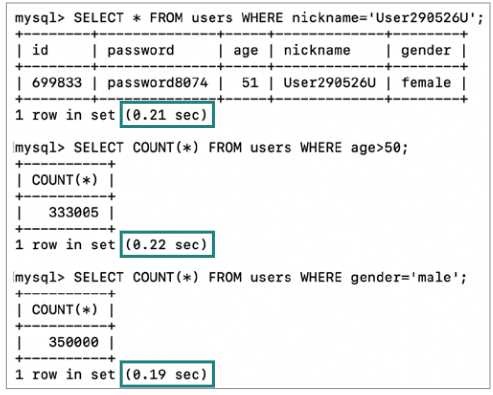 mysql> SELECT * FROM users WHERE nickname='User290526U';
+--------+--------------+-----+-------------+--------+
| id | password | age | nickname | gender |
+--------+--------------+-----+-------------+--------+
| 699833 | password8074 | 51 | User290526U | female |
+--------+--------------+-----+-------------+--------+
1 row in set (0.21 sec)
mysql> SELECT COUNT(*) FROM users WHERE age>50;
+----------+
| COUNT(*) |
+----------+
| 333005 |
+----------+
1 row in set (0.22 sec)
mysql> SELECT COUNT(*) FROM users WHERE gender='male';
+----------+
| COUNT(*) |
+----------+
| 350000 |
+----------+
1 row in set (0.19 sec)